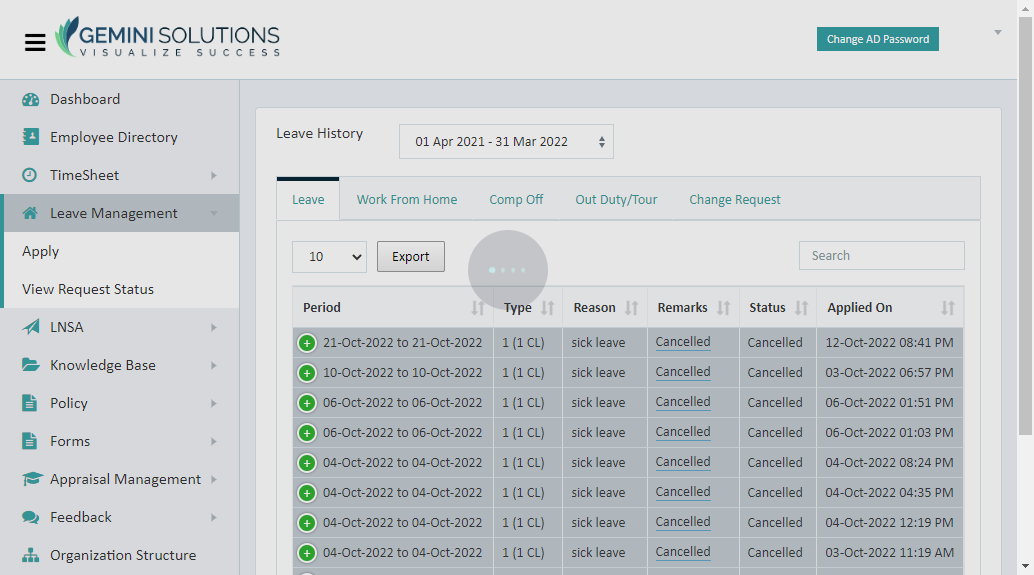 GEMINI SOLUTIONS
VISUALIZE SUCCESS
Change AD Password
Dashboard
Employee Directory
TimeSheet
Leave Management
Apply
View Request Status
LNSA
Knowledge Base
Policy
Forms
Appraisal Management
Feedback
Organization Structure
Leave History
01 Apr 2021 - 31 Mar 2022
Leave Work From Home Comp Off Out Duty/Tour Change Request
10 Export Search
Period Type Reason Remarks Status Applied On
21-Oct-2022 to 21-Oct-2022 1 (1 CL) sick leave Cancelled Cancelled 12-Oct-2022 08:41 PM
10-Oct-2022 to 10-Oct-2022 1 (1 CL) sick leave Cancelled Cancelled 03-Oct-2022 06:57 PM
06-Oct-2022 to 06-Oct-2022 1 (1 CL) sick leave Cancelled Cancelled 06-Oct-2022 01:51 PM
06-Oct-2022 to 06-Oct-2022 1 (1 CL) sick leave Cancelled Cancelled 06-Oct-2022 01:03 PM
04-Oct-2022 to 04-Oct-2022 1 (1 CL) sick leave Cancelled Cancelled 04-Oct-2022 08:24 PM
04-Oct-2022 to 04-Oct-2022 1 (1 CL) sick leave Cancelled Cancelled 04-Oct-2022 04:35 PM
04-Oct-2022 to 04-Oct-2022 1 (1 CL) sick leave Cancelled Cancelled 04-Oct-2022 12:19 PM
04-Oct-2022 to 04-Oct-2022 1 (1 CL) sick leave Cancelled Cancelled 03-Oct-2022 11:19 AM